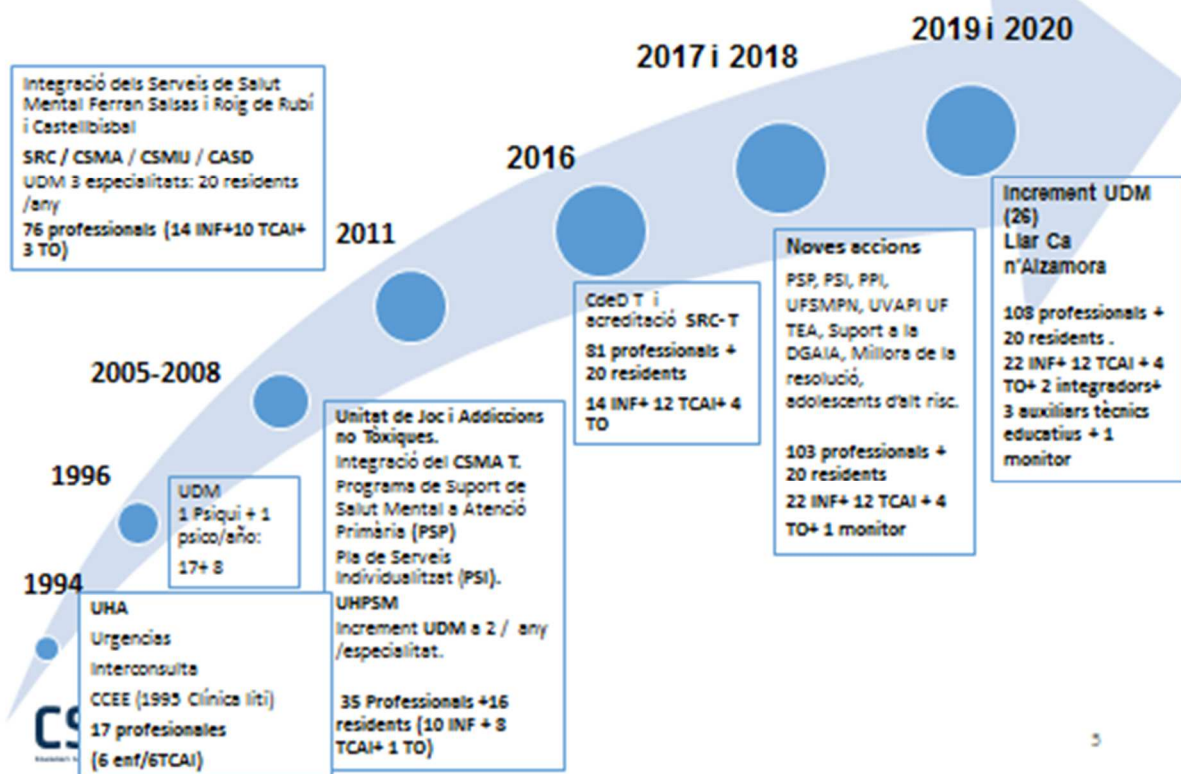 2019 i 2020
2017 i 2018
2016
2011
2005-2008
1996
1994
Integració dels Serveis de Salut
Mental Ferran Salsas i Roig de Rubí
i Castellbisbal
SRC / CSMA / CSMIJ / CASD
UDM 3 especialitats: 20 residents
/any
76 professionals (14 INF+10 TCAI+
3 TO)
UHA
Urgencias
Interconsulta
CCEE (1995 Clínica liti)
17 profesionales
(6 enf/6TCAI)
UDM
1 Psiqui + 1
psico/año:
17+ 8
Unitat de Joc i Addiccions
no Tòxiques.
Integració del CSMA T.
Programa de Suport de
Salut Mental a Atenció
Primària (PSP)
Pla de Serveis
Individualitzat (PSI).
UHPSM
Increment UDM a 2 / any
/especialitat.
35 Professionals +16
residents (10 INF + 8
TCAI+ 1 TO)
CdeD T i
acreditació SRC- T
81 professionals +
20 residents
14 INF+ 12 TCAI+ 4
TO
Noves accions
PSP, PSI, PPI,
UFSMPN, UVAPI UF
TEA, Suport a la
DGAIA, Millora de la
resolució,
adolescents d'alt risc.
103 professionals +
20 residents
22 INF+ 12 TCAI + 4
TO+ 1 monitor
Increment UDM
(26)
Llar Ca
n'Alzamora
108 professionals +
20 residents .
22 INF+ 12 TCAI + 4
TO+ 2 integradors+
3 auxiliars tècnics
educatius + 1
monitor
CS
5